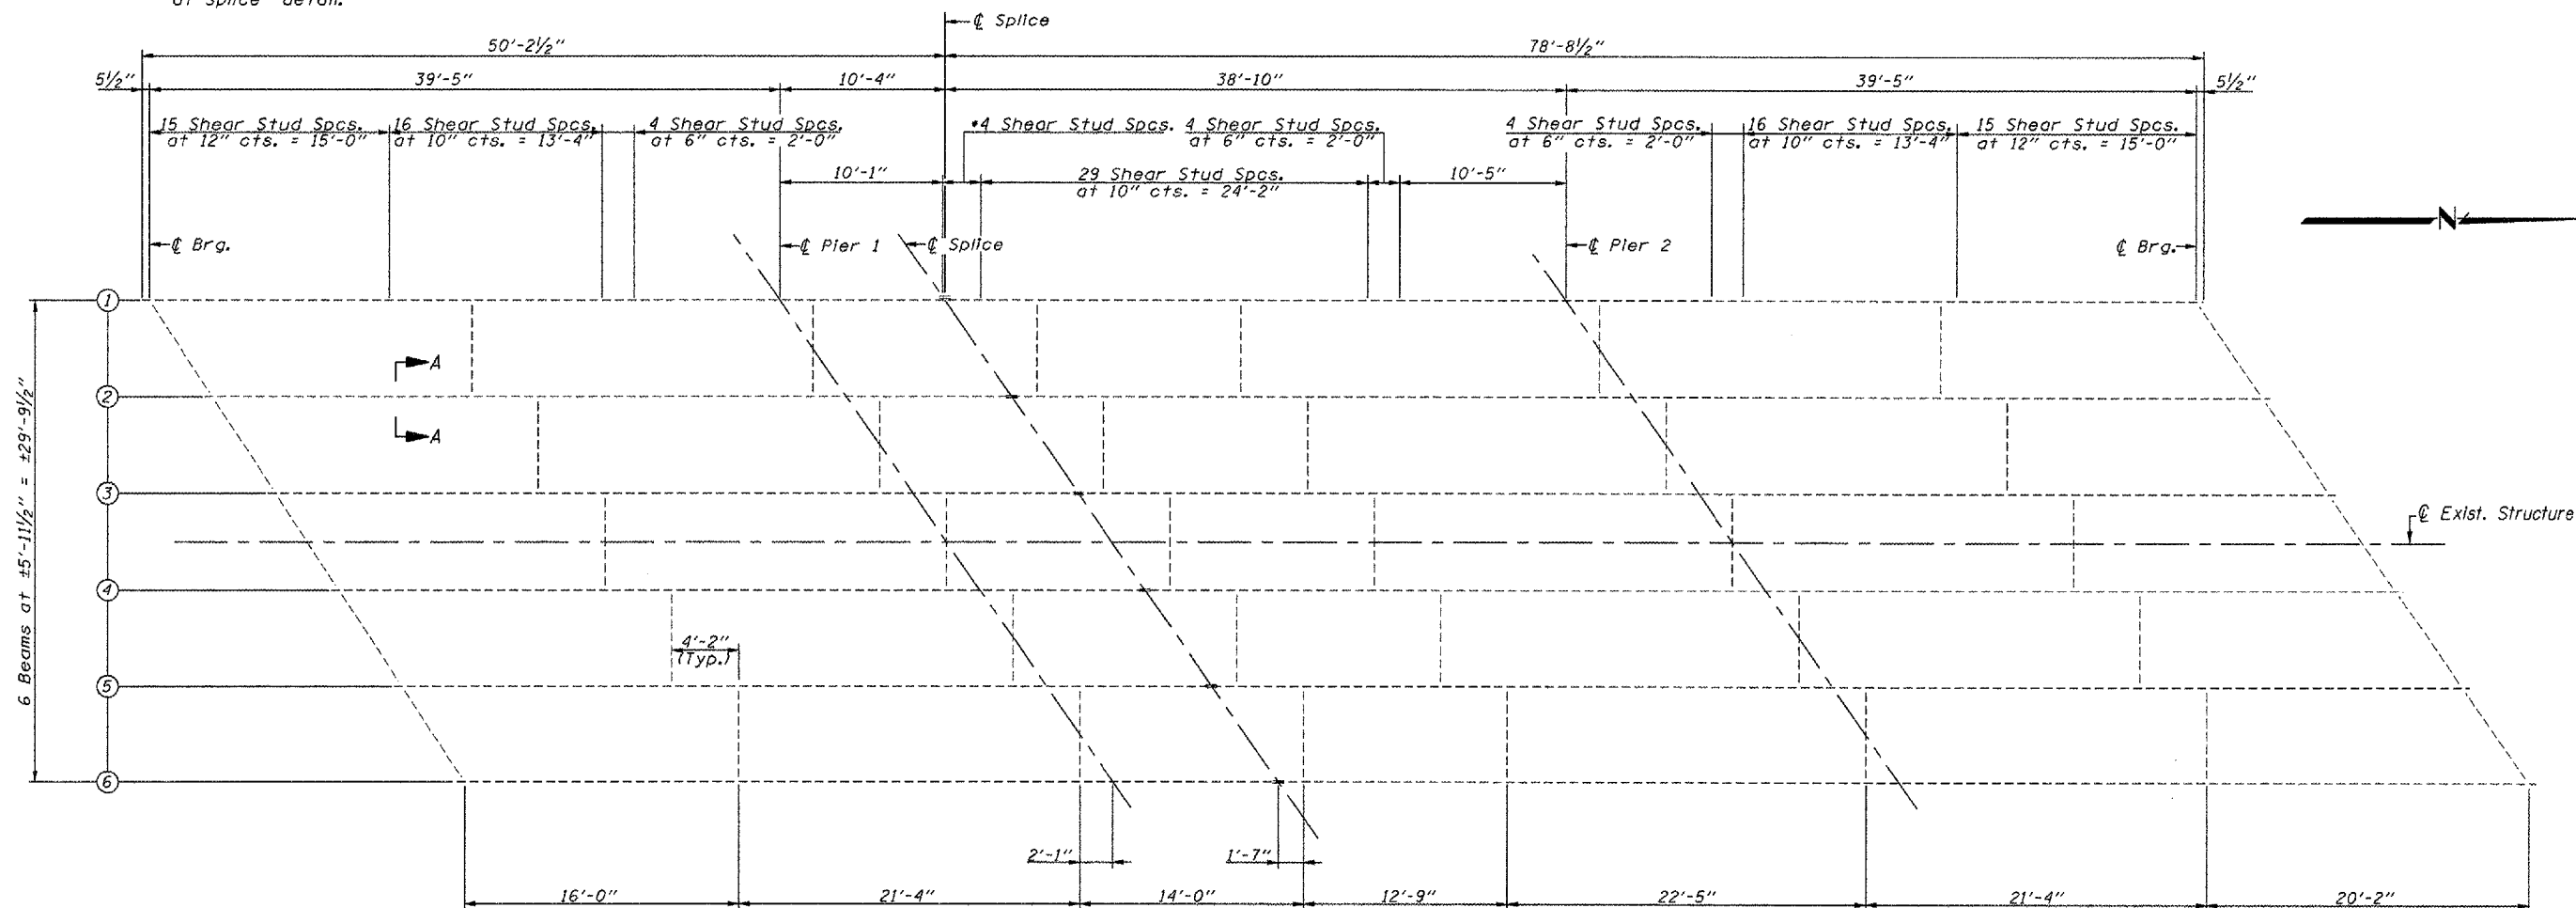 at splice" detail.
℄ Splice
50'-2½"
78'-8½"
5½"
39'-5"
10'-4"
38'-10"
39'-5"
5½"
15 Shear Stud Spcs.
at 12" cts. = 15'-0"
16 Shear Stud Spcs.
at 10" cts. = 13'-4"
4 Shear Stud Spcs.
at 6" cts. = 2'-0"
*4 Shear Stud Spcs.
4 Shear Stud Spcs.
at 6" cts. = 2'-0"
4 Shear Stud Spcs.
at 6" cts. = 2'-0"
16 Shear Stud Spcs.
at 10" cts. = 13'-4"
15 Shear Stud Spcs.
at 12" cts. = 15'-0"
10'-1"
29 Shear Stud Spcs.
at 10" cts. = 24'-2"
10'-5"
N
℄ Brg.
℄ Pier 1
℄ Splice
℄ Pier 2
℄ Brg.
1
A
2
A
3
℄ Exist. Structure
4
4'-2"
(Typ.)
5
6
6 Beams at ±5'-11½" = ±29'-9½"
2'-1"
1'-7"
16'-0"
21'-4"
14'-0"
12'-9"
22'-5"
21'-4"
20'-2"